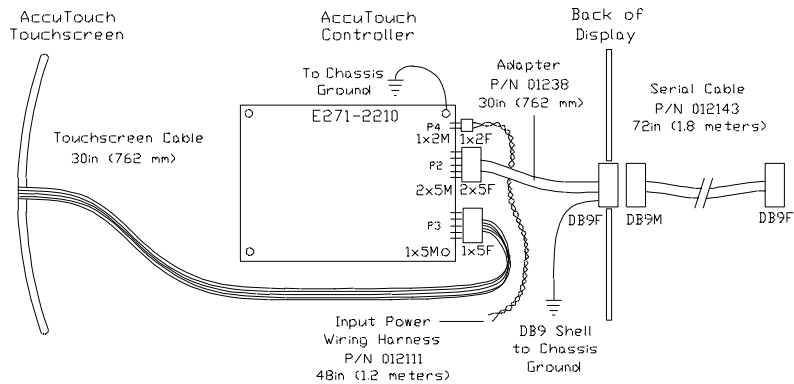 AccuTouch
Touchscreen
AccuTouch
Controller
Back of
Display
To Chassis
Ground
Adapter
P/N 01238
30in (762 mm)
Serial Cable
P/N 012143
72in (1.8 meters)
E271-2210
Touchscreen Cable
30in (762 mm)
P4
1x2M
1x2F
P2
2x5M
2x5F
P3
1x5M
1x5F
DB9F
DB9M
DB9F
Input Power
Wiring Harness
P/N 012111
48in (1.2 meters)
DB9 Shell
to Chassis
Ground